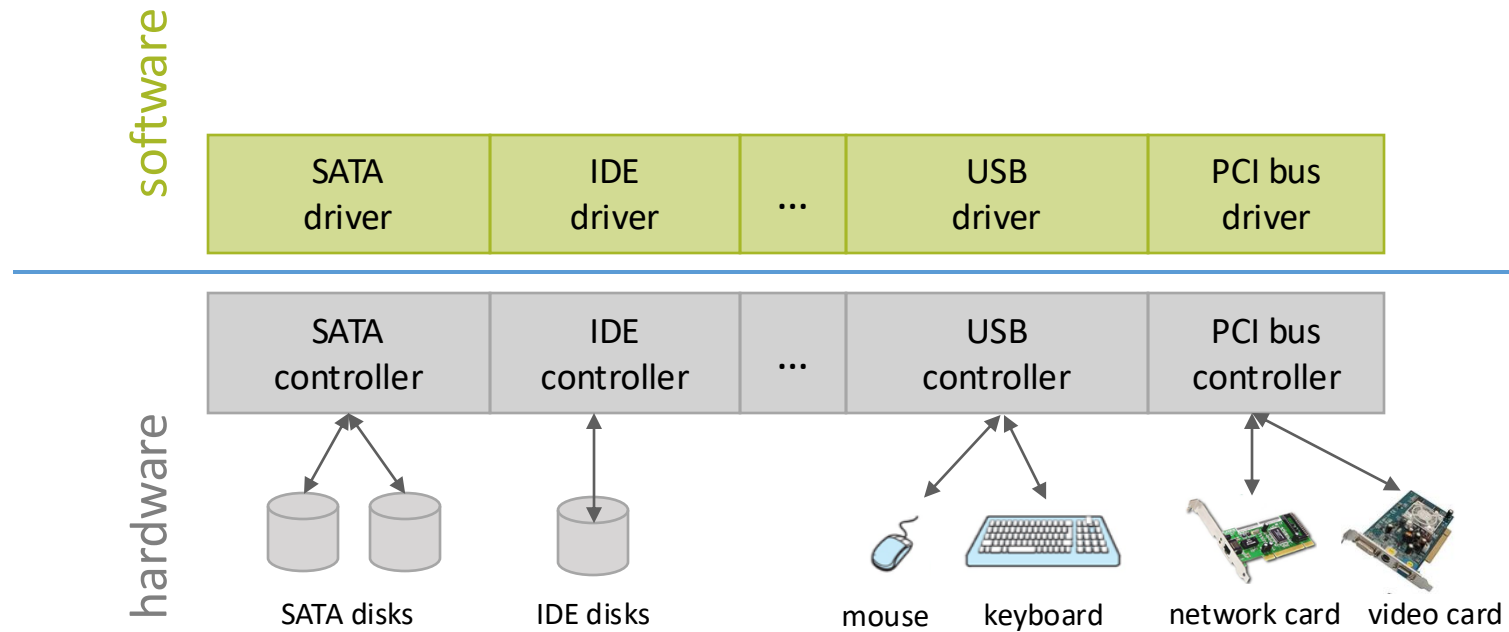 software
SATA
driver
IDE
driver
...
USB
driver
PCI bus
driver
hardware
SATA
controller
IDE
controller
...
USB
controller
PCI bus
controller
SATA disks
IDE disks
mouse
keyboard
network card
video card